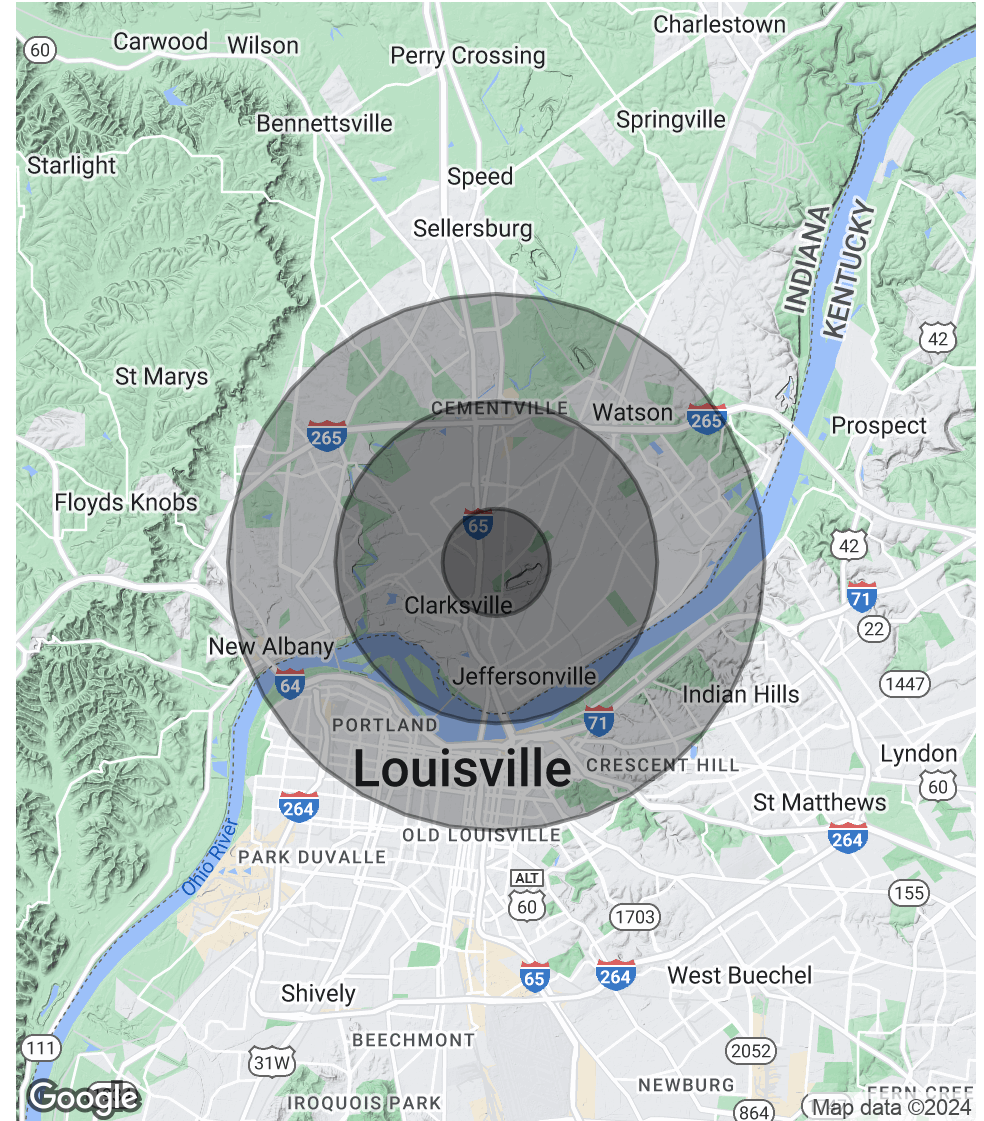 Charlestown
60
Carwood
Wilson
Perry Crossing
Springville
Bennettsville
Starlight
Speed
Sellersburg
INDIANA
KENTUCKY
42
St Marys
CEMENTVILLE
Watson
265
265
Prospect
Floyds Knobs
65
42
71
Clarksville
22
New Albany
Jeffersonville
64
Indian Hills
1447
PORTLAND
71
Louisville
CRESCENT HILL
Lyndon
60
264
St Matthews
OLD LOUISVILLE
264
Ohio River
PARK DUVALLE
ALT
60
155
1703
65
264
West Buechel
Shively
BEECHMONT
111
31W
2052
NEWBURG
FERN CREE
Google
IROQUOIS PARK
864
Map data ©2024